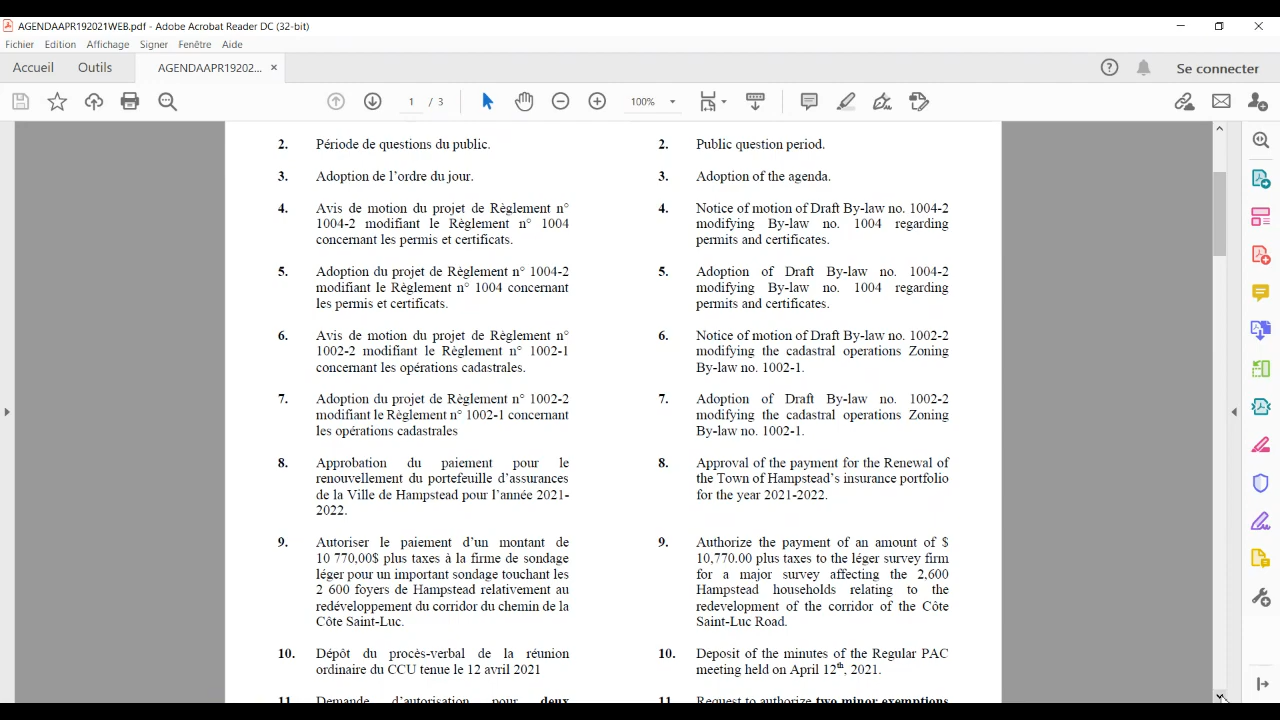 AGENDAAPR192021WEB.pdf - Adobe Acrobat Reader DC (32-bit)
Fichier Edition Affichage Signer Fenêtre Aide
Accueil Outils AGENDAAPR19202... × Se connecter
1 / 3 100%
2. Période de questions du public.
3. Adoption de l'ordre du jour.
4. Avis de motion du projet de Règlement n°
1004-2 modifiant le Règlement n° 1004
concernant les permis et certificats.
5. Adoption du projet de Règlement n° 1004-2
modifiant le Règlement n° 1004 concernant
les permis et certificats.
6. Avis de motion du projet de Règlement n°
1002-2 modifiant le Règlement n° 1002-1
concernant les opérations cadastrales.
7. Adoption du projet de Règlement n° 1002-2
modifiant le Règlement n° 1002-1 concernant
les opérations cadastrales
8. Approbation du paiement pour le
renouvellement du portefeuille d'assurances
de la Ville de Hampstead pour l'année 2021-
2022.
9. Autoriser le paiement d'un montant de
10 770,00$ plus taxes à la firme de sondage
léger pour un important sondage touchant les
2 600 foyers de Hampstead relativement au
redéveloppement du corridor du chemin de la
Côte Saint-Luc.
10. Dépôt du procès-verbal de la réunion
ordinaire du CCU tenue le 12 avril 2021
11 Demande d'autorisation pour deux
2. Public question period.
3. Adoption of the agenda.
4. Notice of motion of Draft By-law no. 1004-2
modifying By-law no. 1004 regarding
permits and certificates.
5. Adoption of Draft By-law no. 1004-2
modifying By-law no. 1004 regarding
permits and certificates.
6. Notice of motion of Draft By-law no. 1002-2
modifying the cadastral operations Zoning
By-law no. 1002-1.
7. Adoption of Draft By-law no. 1002-2
modifying the cadastral operations Zoning
By-law no. 1002-1.
8. Approval of the payment for the Renewal of
the Town of Hampstead's insurance portfolio
for the year 2021-2022.
9. Authorize the payment of an amount of $
10,770.00 plus taxes to the léger survey firm
for a major survey affecting the 2,600
Hampstead households relating to the
redevelopment of the corridor of the Côte
Saint-Luc Road.
10. Deposit of the minutes of the Regular PAC
meeting held on April 12th, 2021.
11 Request to authorize two minor exemptions